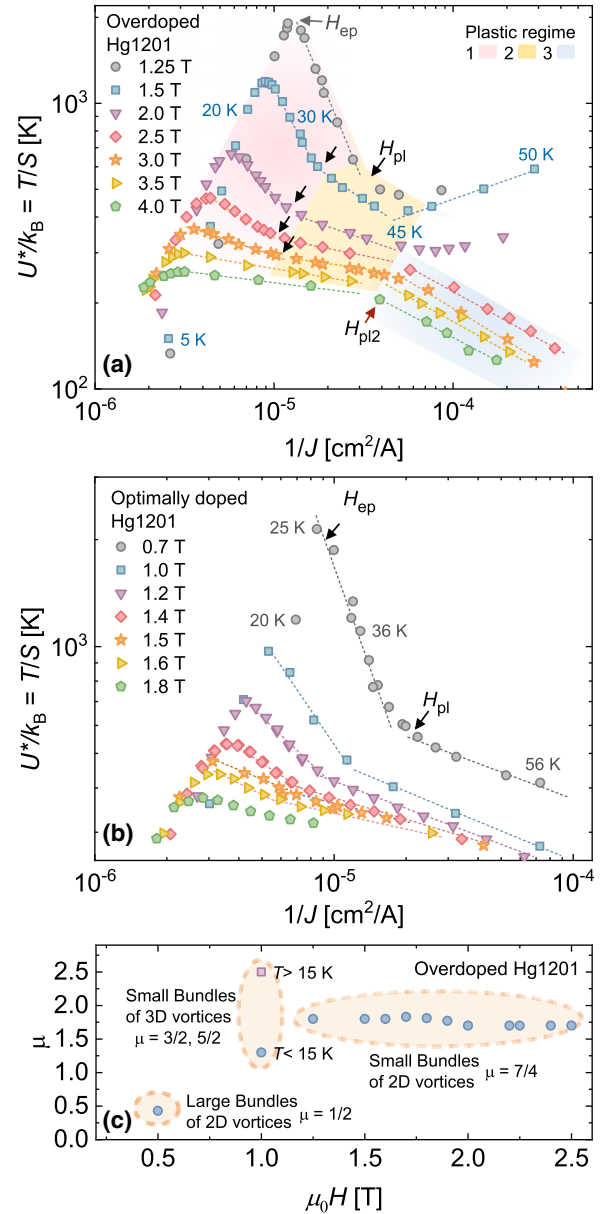 Overdoped
Hg1201
1.25 T
1.5 T
2.0 T
2.5 T
3.0 T
3.5 T
4.0 T
H_ep
Plastic regime
1 2 3
20 K
30 K
H_pl
50 K
45 K
5 K
H_pl2
(a)
10^3
10^2
U*/k_B = T/S [K]
10^-6 10^-5 10^-4
1/J [cm^2/A]
Optimally doped
Hg1201
0.7 T
1.0 T
1.2 T
1.4 T
1.5 T
1.6 T
1.8 T
25 K
H_ep
20 K
36 K
H_pl
56 K
(b)
10^3
U*/k_B = T/S [K]
10^-6 10^-5 10^-4
1/J [cm^2/A]
μ
2.5
2.0
1.5
1.0
0.5
0.0
T> 15 K
Overdoped Hg1201
Small Bundles
of 3D vortices
μ = 3/2, 5/2
T< 15 K
Small Bundles
of 2D vortices μ = 7/4
Large Bundles
of 2D vortices μ = 1/2
(c)
0.5 1.0 1.5 2.0 2.5
μ_0H [T]